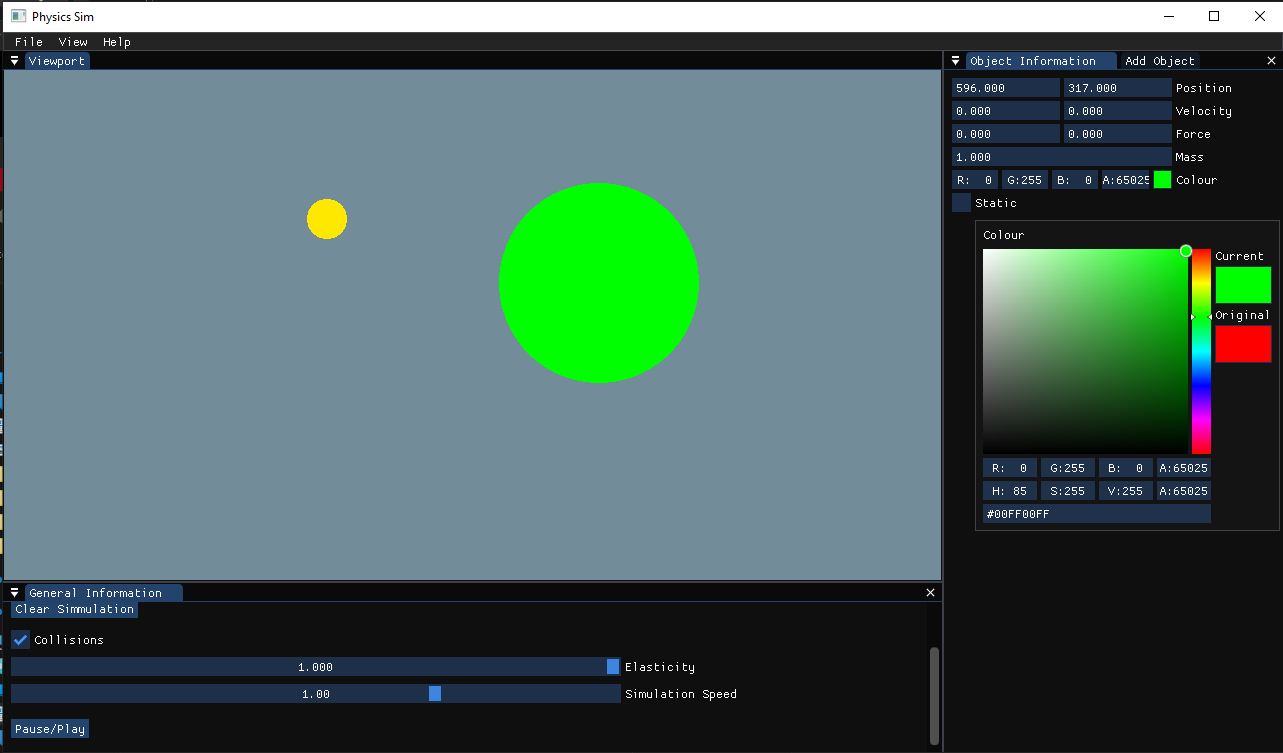 Physics Sim
File View Help
Viewport
Object Information Add Object
596.000 317.000 Position
0.000 0.000 Velocity
0.000 0.000 Force
1.000 Mass
R: 0 G:255 B: 0 A:65025 Colour
Static
Colour
Current
Original
R: 0 G:255 B: 0 A:65025
H: 85 S:255 V:255 A:65025
#00FF00FF
General Information
Clear Simmulation
Collisions
1.000 Elasticity
1.00 Simulation Speed
Pause/Play